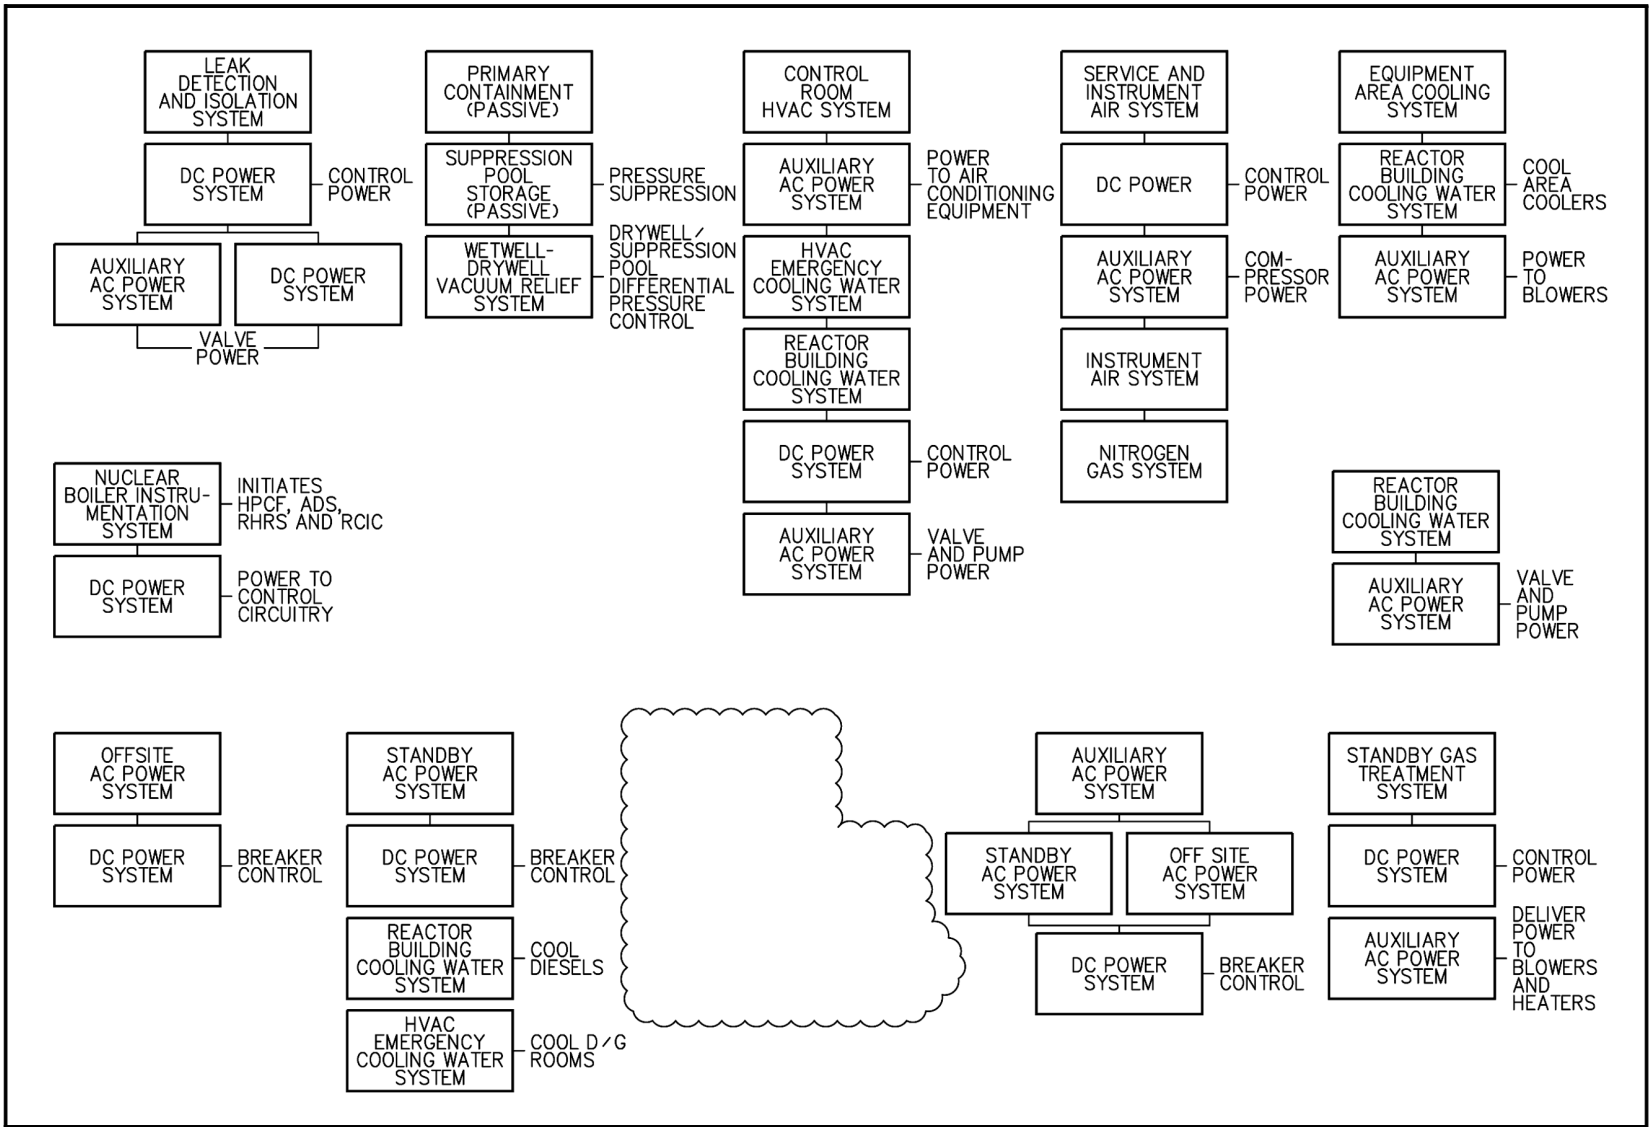 LEAK
DETECTION
AND ISOLATION
SYSTEM
DC POWER
SYSTEM
CONTROL
POWER
AUXILIARY
AC POWER
SYSTEM
DC POWER
SYSTEM
VALVE
POWER
PRIMARY
CONTAINMENT
(PASSIVE)
SUPPRESSION
POOL
STORAGE
(PASSIVE)
PRESSURE
SUPPRESSION
WETWELL-
DRYWELL
VACUUM RELIEF
SYSTEM
DRYWELL/
SUPPRESSION
POOL
DIFFERENTIAL
PRESSURE
CONTROL
CONTROL
ROOM
HVAC SYSTEM
AUXILIARY
AC POWER
SYSTEM
POWER
TO AIR
CONDITIONING
EQUIPMENT
HVAC
EMERGENCY
COOLING WATER
SYSTEM
REACTOR
BUILDING
COOLING WATER
SYSTEM
DC POWER
SYSTEM
CONTROL
POWER
AUXILIARY
AC POWER
SYSTEM
VALVE
AND PUMP
POWER
SERVICE AND
INSTRUMENT
AIR SYSTEM
DC POWER
CONTROL
POWER
AUXILIARY
AC POWER
SYSTEM
COM-
PRESSOR
POWER
INSTRUMENT
AIR SYSTEM
NITROGEN
GAS SYSTEM
EQUIPMENT
AREA COOLING
SYSTEM
REACTOR
BUILDING
COOLING WATER
SYSTEM
COOL
AREA
COOLERS
AUXILIARY
AC POWER
SYSTEM
POWER
TO
BLOWERS
NUCLEAR
BOILER INSTRU-
MENTATION
SYSTEM
INITIATES
HPCF, ADS,
RHRS AND RCIC
DC POWER
SYSTEM
POWER TO
CONTROL
CIRCUITRY
REACTOR
BUILDING
COOLING WATER
SYSTEM
AUXILIARY
AC POWER
SYSTEM
VALVE
AND
PUMP
POWER
OFFSITE
AC POWER
SYSTEM
DC POWER
SYSTEM
BREAKER
CONTROL
STANDBY
AC POWER
SYSTEM
DC POWER
SYSTEM
BREAKER
CONTROL
REACTOR
BUILDING
COOLING WATER
SYSTEM
COOL
DIESELS
HVAC
EMERGENCY
COOLING WATER
SYSTEM
COOL D/G
ROOMS
AUXILIARY
AC POWER
SYSTEM
STANDBY
AC POWER
SYSTEM
OFF SITE
AC POWER
SYSTEM
DC POWER
SYSTEM
BREAKER
CONTROL
STANDBY GAS
TREATMENT
SYSTEM
DC POWER
SYSTEM
CONTROL
POWER
AUXILIARY
AC POWER
SYSTEM
DELIVER
POWER
TO
BLOWERS
AND
HEATERS